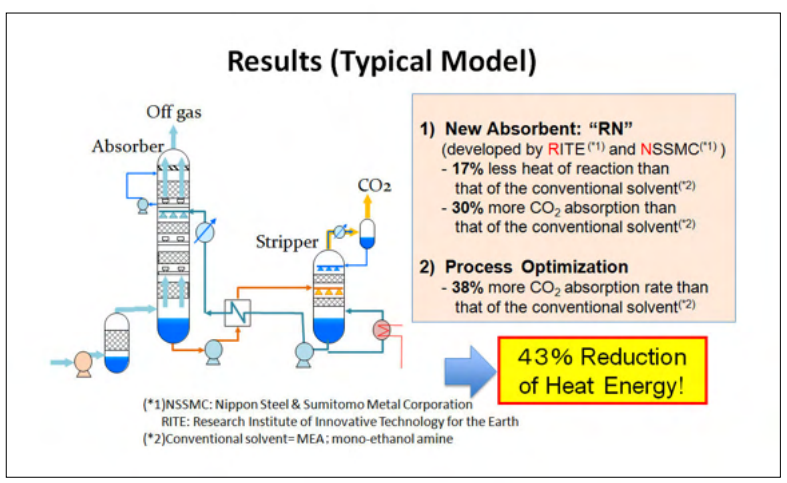 Results (Typical Model)
Off gas
Absorber
CO2
Stripper
1) New Absorbent: “RN”
(developed by RITE(*1) and NSSMC(*1) )
- 17% less heat of reaction than
that of the conventional solvent(*2)
- 30% more CO2 absorption than
that of the conventional solvent(*2)
2) Process Optimization
- 38% more CO2 absorption rate than
that of the conventional solvent(*2)
43% Reduction
of Heat Energy!
(*1)NSSMC: Nippon Steel & Sumitomo Metal Corporation
RITE: Research Institute of Innovative Technology for the Earth
(*2)Conventional solvent= MEA; mono-ethanol amine